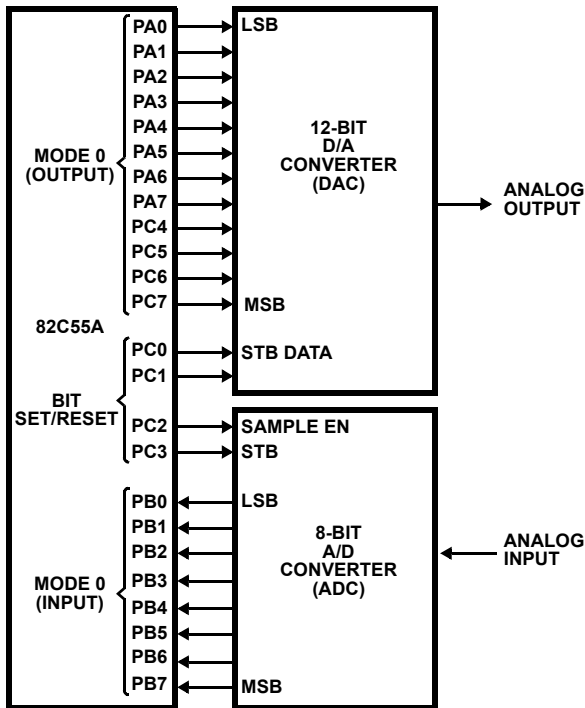 PA0
PA1
PA2
PA3
PA4
PA5
PA6
PA7
PC4
PC5
PC6
PC7
MODE 0
(OUTPUT)
82C55A
PC0
PC1
PC2
PC3
BIT
SET/RESET
PB0
PB1
PB2
PB3
PB4
PB5
PB6
PB7
MODE 0
(INPUT)
LSB
12-BIT
D/A
CONVERTER
(DAC)
MSB
STB DATA
ANALOG
OUTPUT
SAMPLE EN
STB
LSB
8-BIT
A/D
CONVERTER
(ADC)
MSB
ANALOG
INPUT